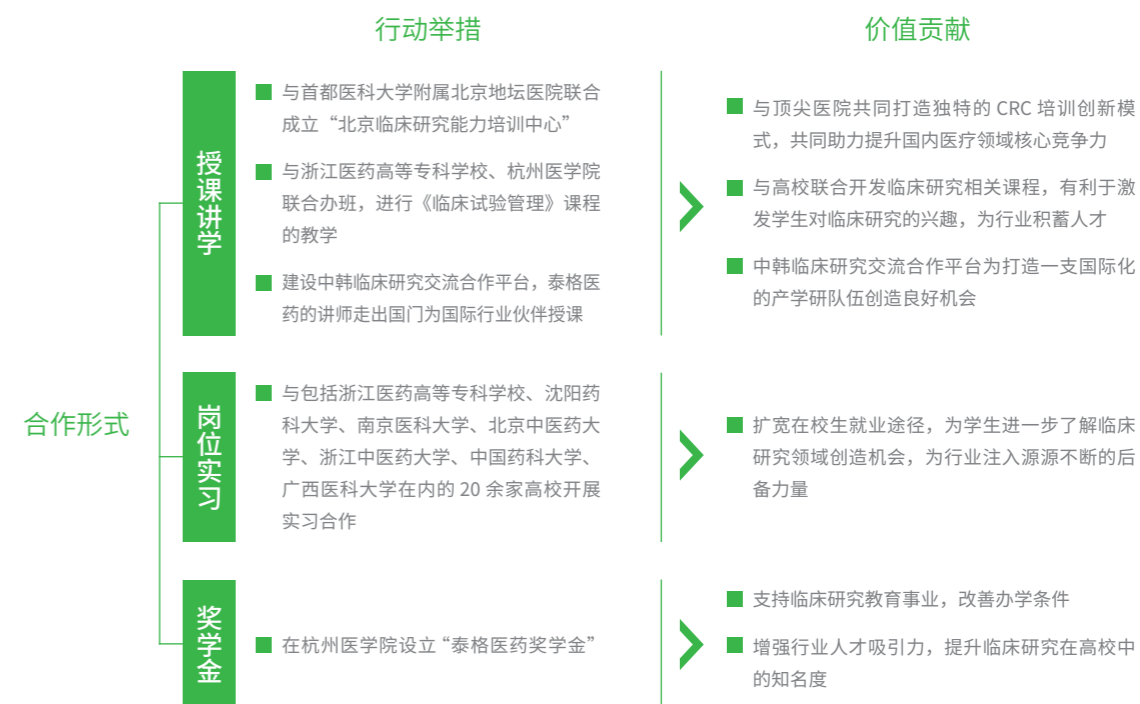 行动举措
价值贡献
合作形式
授课讲学
与首都医科大学附属北京地坛医院联合
成立“北京临床研究能力培训中心”
与浙江医药高等专科学校、杭州医学院
联合办班，进行《临床试验管理》课程
的教学
建设中韩临床研究交流合作平台，泰格医
药的讲师走出国门为国际行业伙伴授课
与顶尖医院共同打造独特的 CRC 培训创新模
式，共同助力提升国内医疗领域核心竞争力
与高校联合开发临床研究相关课程，有利于激
发学生对临床研究的兴趣，为行业积蓄人才
中韩临床研究交流合作平台为打造一支国际化
的产学研队伍创造良好机会
岗位实习
与包括浙江医药高等专科学校、沈阳药
科大学、南京医科大学、北京中医药大
学、浙江中医药大学、中国药科大学、
广西医科大学在内的 20 余家高校开展
实习合作
扩宽在校生就业途径，为学生进一步了解临床
研究领域创造机会，为行业注入源源不断的后
备力量
奖学金
在杭州医学院设立“泰格医药奖学金”
支持临床研究教育事业，改善办学条件
增强行业人才吸引力，提升临床研究在高校中
的知名度